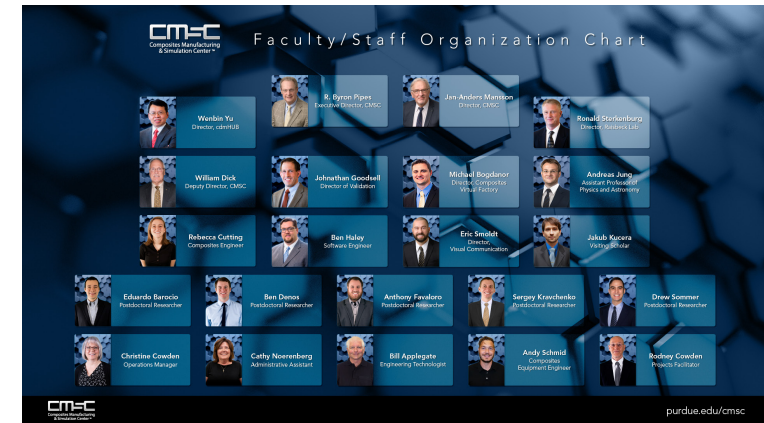 CMSC
Composites Manufacturing
& Simulation Center™
Faculty/Staff Organization Chart
R. Byron Pipes
Executive Director, CMSC
Jan-Anders Mansson
Director, CMSC
Wenbin Yu
Director, cdmHUB
Ronald Sterkenburg
Director, Raisbeck Lab
William Dick
Deputy Director, CMSC
Johnathan Goodsell
Director of Validation
Michael Bogdanor
Director, Composites
Virtual Factory
Andreas Jung
Assistant Professor of
Physics and Astronomy
Rebecca Cutting
Composites Engineer
Ben Haley
Software Engineer
Eric Smoldt
Director,
Visual Communication
Jakub Kucera
Visiting Scholar
Eduardo Barocio
Postdoctoral Researcher
Ben Denos
Postdoctoral Researcher
Anthony Favaloro
Postdoctoral Researcher
Sergey Kravchenko
Postdoctoral Researcher
Drew Sommer
Postdoctoral Researcher
Christine Cowden
Operations Manager
Cathy Noerenberg
Administrative Assistant
Bill Applegate
Engineering Technologist
Andy Schmid
Composites
Equipment Engineer
Rodney Cowden
Projects Facilitator
CMSC
Composites Manufacturing
& Simulation Center™
purdue.edu/cmsc